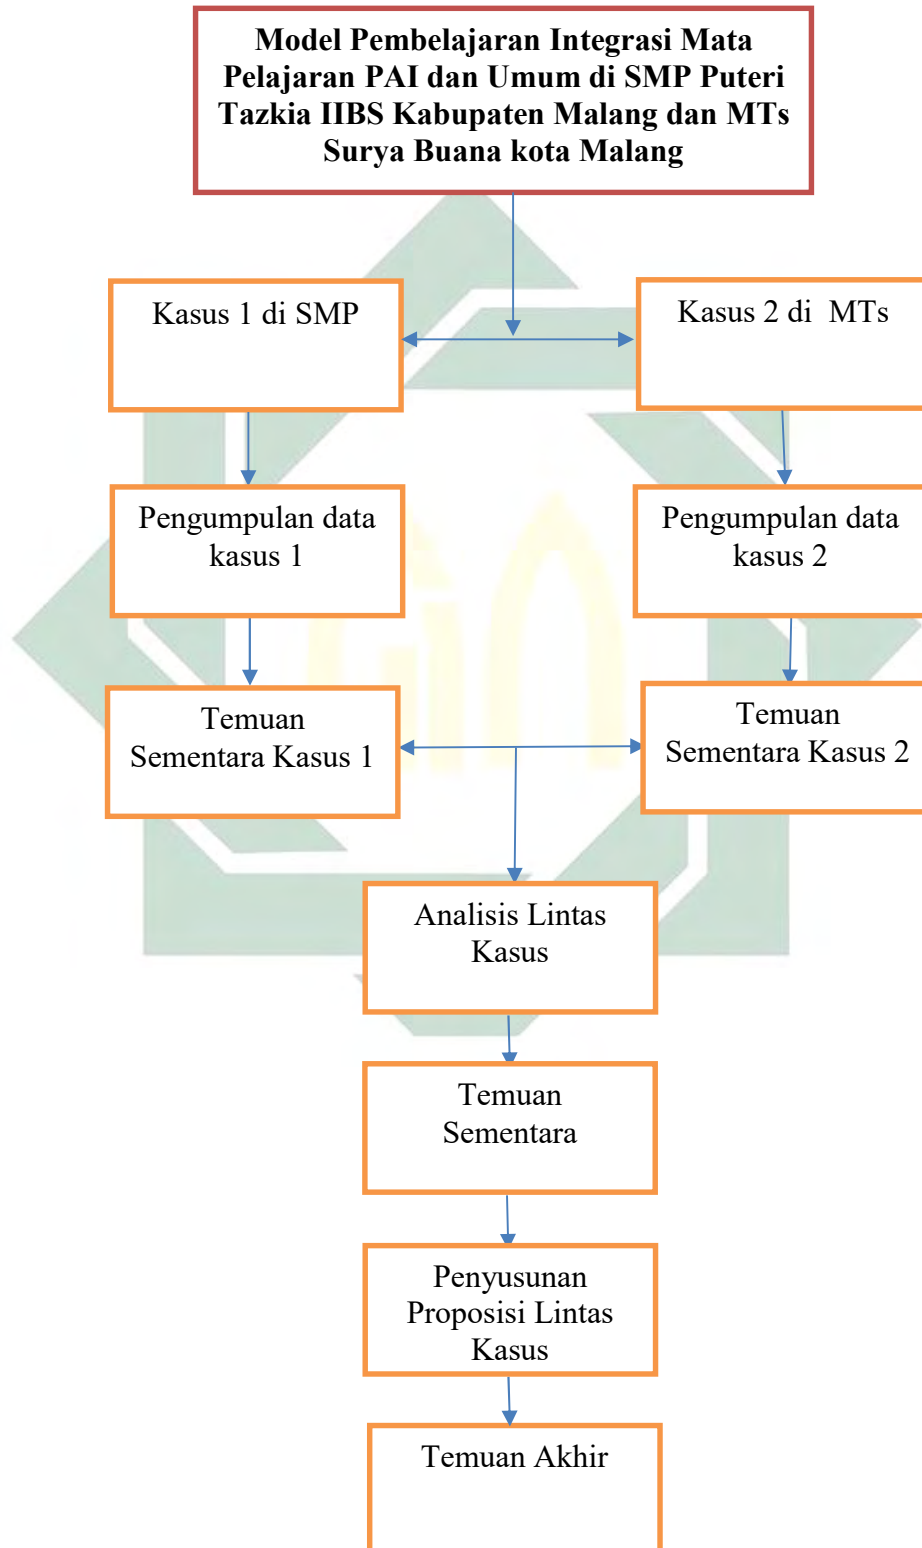 Model Pembelajaran Integrasi Mata
Pelajaran PAI dan Umum di SMP Puteri
Tazkia IIBS Kabupaten Malang dan MTs
Surya Buana kota Malang
Kasus 1 di SMP
Kasus 2 di MTs
Pengumpulan data
kasus 1
Pengumpulan data
kasus 2
Temuan
Sementara Kasus 1
Temuan
Sementara Kasus 2
Analisis Lintas
Kasus
Temuan
Sementara
Penyusunan
Proposisi Lintas
Kasus
Temuan Akhir